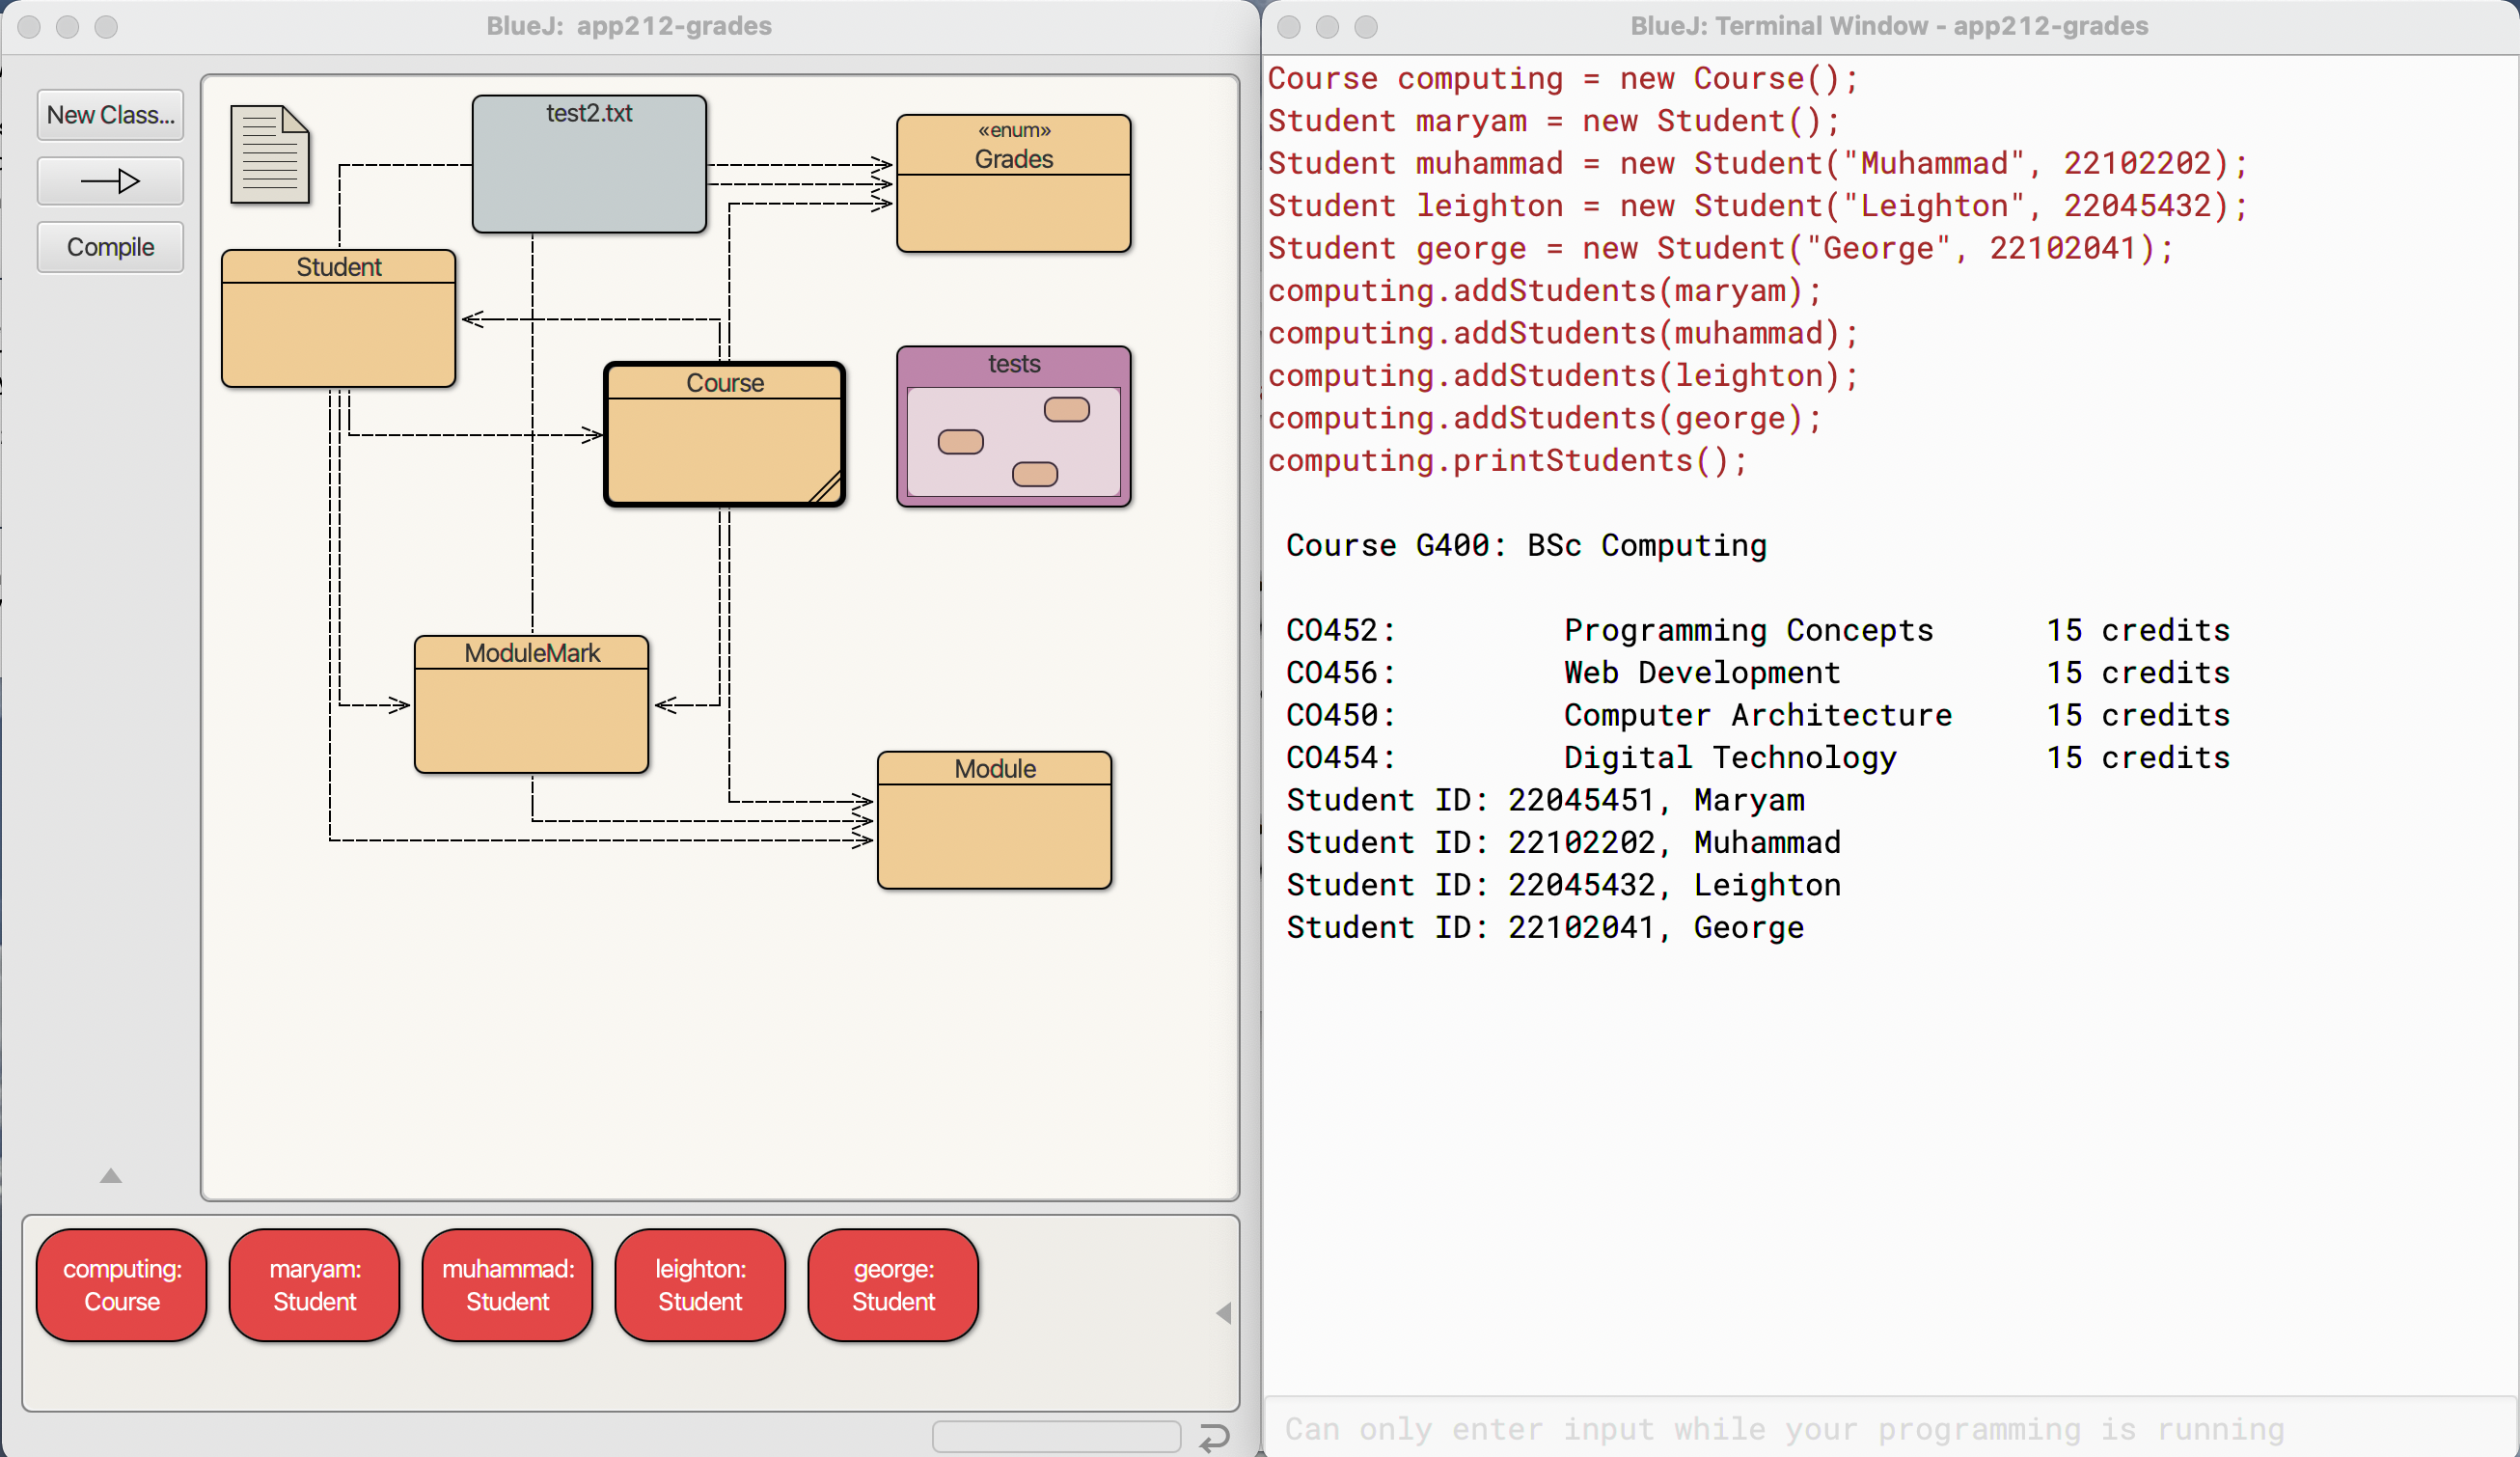 BlueJ: app212-grades
New Class...
Compile
test2.txt
«enum»
Grades
Student
Course
tests
ModuleMark
Module
computing:
Course
maryam:
Student
muhammad:
Student
leighton:
Student
george:
Student
BlueJ: Terminal Window - app212-grades
Course computing = new Course();
Student maryam = new Student();
Student muhammad = new Student("Muhammad", 22102202);
Student leighton = new Student("Leighton", 22045432);
Student george = new Student("George", 22102041);
computing.addStudents(maryam);
computing.addStudents(muhammad);
computing.addStudents(leighton);
computing.addStudents(george);
computing.printStudents();
Course G400: BSc Computing
CO452: Programming Concepts 15 credits
CO456: Web Development 15 credits
CO450: Computer Architecture 15 credits
CO454: Digital Technology 15 credits
Student ID: 22045451, Maryam
Student ID: 22102202, Muhammad
Student ID: 22045432, Leighton
Student ID: 22102041, George
Can only enter input while your programming is running